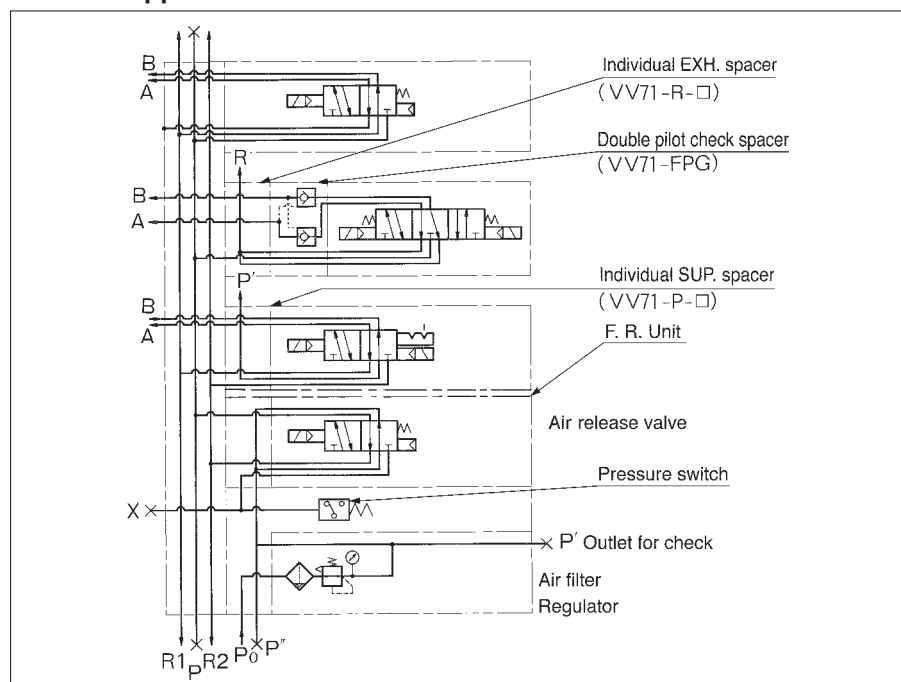 B
A
Individual EXH. spacer
(VV71-R-□)
Double pilot check spacer
(VV71-FPG)
R
B
A
Individual SUP. spacer
(VV71-P-□)
P'
B
A
F. R. Unit
Air release valve
Pressure switch
X
P' Outlet for check
Air filter
Regulator
R1 P R2 P0 P"